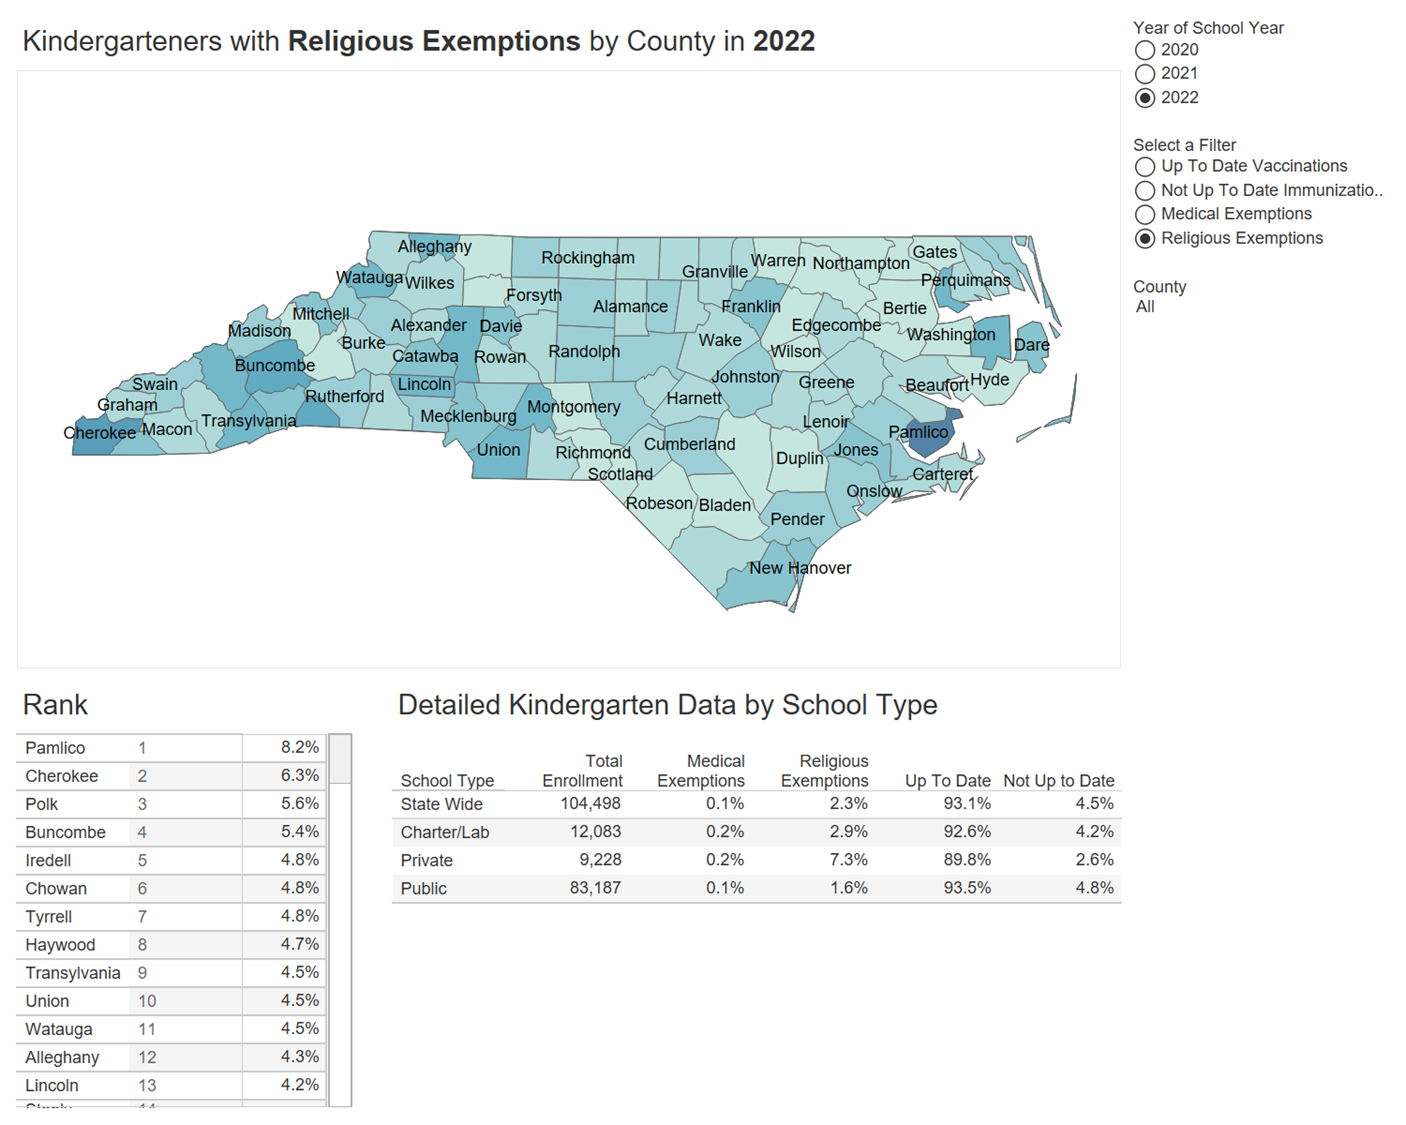 Kindergarteners with Religious Exemptions by County in 2022
Year of School Year
2020
2021
2022
Select a Filter
Up To Date Vaccinations
Not Up To Date Immunizatio..
Medical Exemptions
Religious Exemptions
County
All
Alleghany
Rockingham
Gates
Warren
Northampton
Granville
Watauga
Wilkes
Perquimans
Forsyth
Alamance
Franklin
Bertie
Mitchell
Madison
Alexander
Davie
Edgecombe
Washington
Burke
Wake
Dare
Catawba
Rowan
Randolph
Wilson
Buncombe
Johnston
Greene
Beaufort
Hyde
Swain
Lincoln
Rutherford
Harnett
Graham
Montgomery
Mecklenburg
Transylvania
Lenoir
Cherokee
Macon
Pamlico
Cumberland
Union
Richmond
Jones
Duplin
Scotland
Carteret
Onslow
Robeson
Bladen
Pender
New Hanover
Rank
Pamlico 1 8.2%
Cherokee 2 6.3%
Polk 3 5.6%
Buncombe 4 5.4%
Iredell 5 4.8%
Chowan 6 4.8%
Tyrrell 7 4.8%
Haywood 8 4.7%
Transylvania 9 4.5%
Union 10 4.5%
Watauga 11 4.5%
Alleghany 12 4.3%
Lincoln 13 4.2%
Detailed Kindergarten Data by School Type
School Type Total Enrollment Medical Exemptions Religious Exemptions Up To Date Not Up to Date
State Wide 104,498 0.1% 2.3% 93.1% 4.5%
Charter/Lab 12,083 0.2% 2.9% 92.6% 4.2%
Private 9,228 0.2% 7.3% 89.8% 2.6%
Public 83,187 0.1% 1.6% 93.5% 4.8%